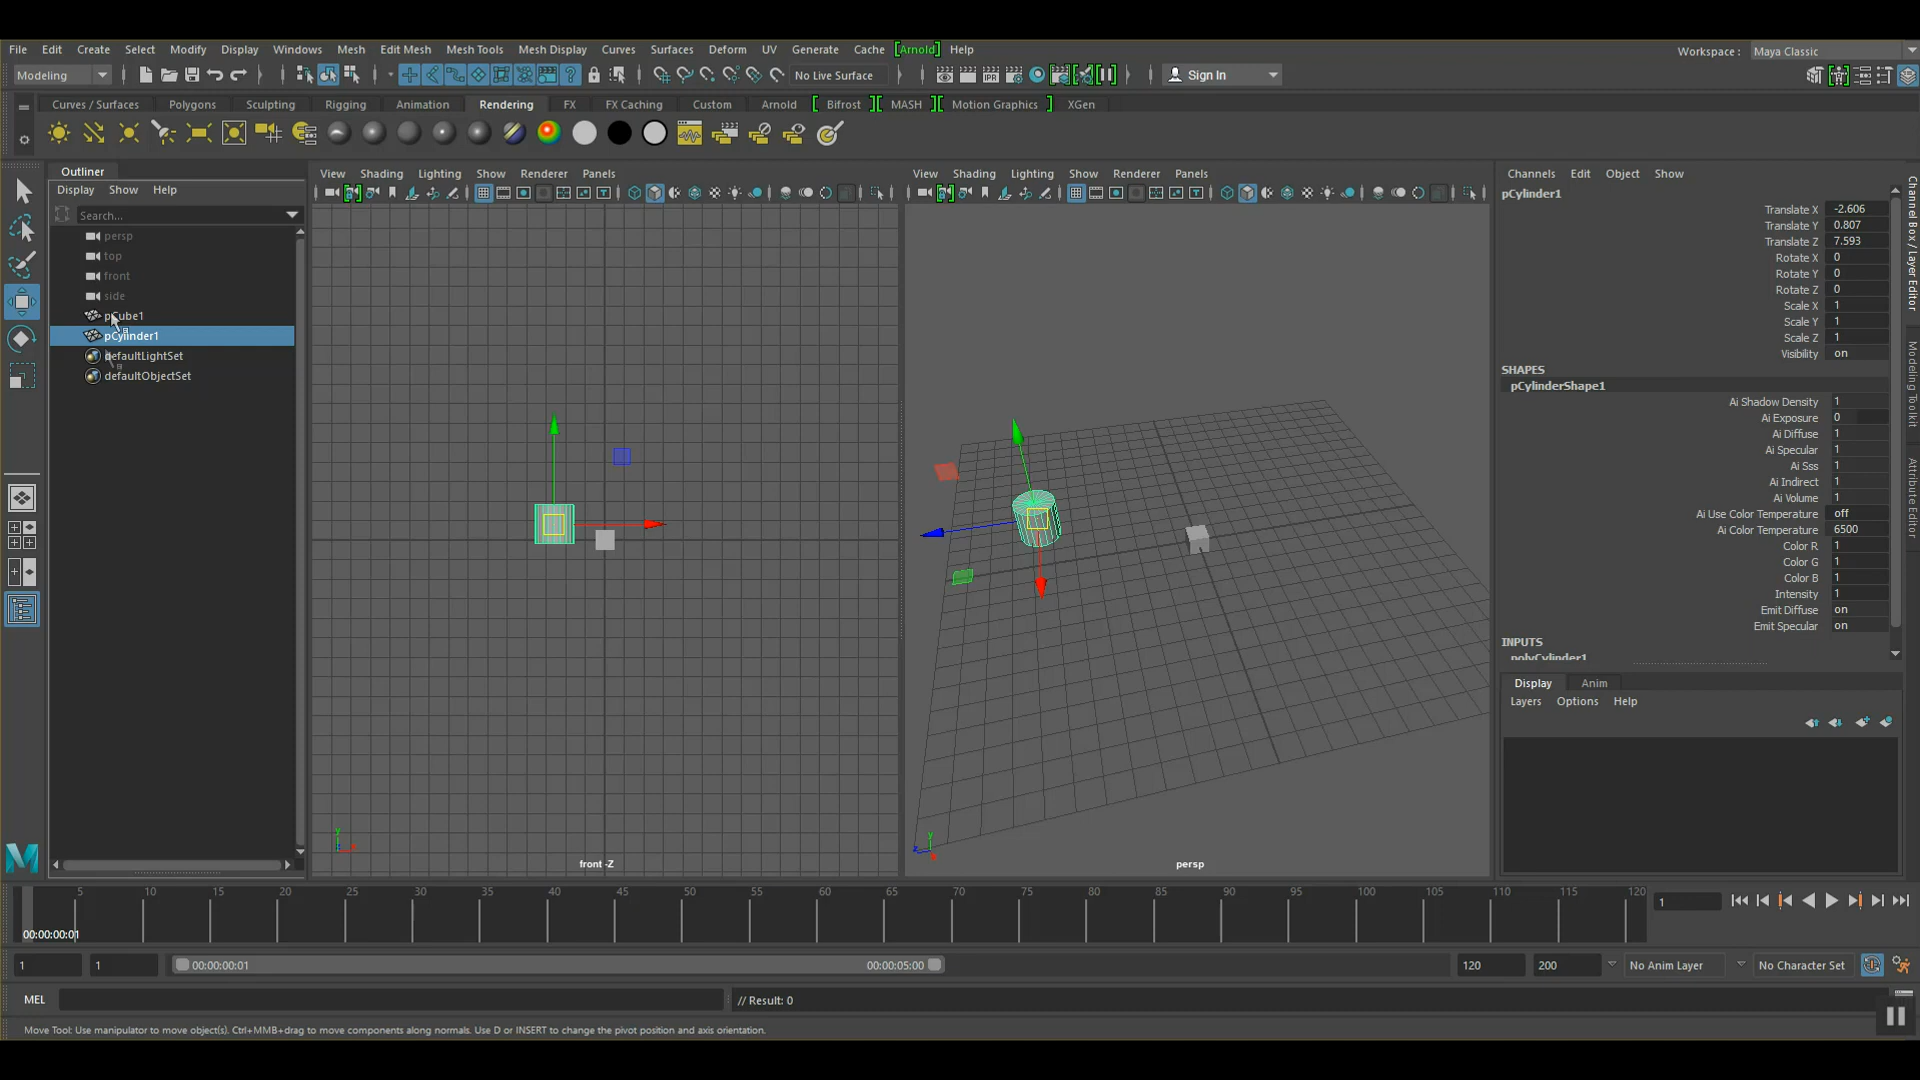 File Edit Create Select Modify Display Windows Mesh Edit Mesh Mesh Tools Mesh Display Curves Surfaces Deform UV Generate Cache [Arnold] Help
Workspace : Maya Classic
Modeling
No Live Surface
IPR
Sign In
Curves / Surfaces Polygons Sculpting Rigging Animation Rendering FX FX Caching Custom Arnold [ Bifrost ][ MASH ][ Motion Graphics ] XGen
Outliner
Display Show Help
Search...
persp
top
front
side
pCube1
pCylinder1
defaultLightSet
defaultObjectSet
View Shading Lighting Show Renderer Panels
y
front -Z
View Shading Lighting Show Renderer Panels
y
z
persp
Channels Edit Object Show
pCylinder1
Translate X -2.606
Translate Y 0.807
Translate Z 7.593
Rotate X 0
Rotate Y 0
Rotate Z 0
Scale X 1
Scale Y 1
Scale Z 1
Visibility on
SHAPES
pCylinderShape1
Ai Shadow Density 1
Ai Exposure 0
Ai Diffuse 1
Ai Specular 1
Ai Sss 1
Ai Indirect 1
Ai Volume 1
Ai Use Color Temperature off
Ai Color Temperature 6500
Color R 1
Color G 1
Color B 1
Intensity 1
Emit Diffuse on
Emit Specular on
INPUTS
polyCylinder1
Channel Box / Layer Editor
Modeling Toolkit
Attribute Editor
Display Anim
Layers Options Help
5 10 15 20 25 30 35 40 45 50 55 60 65 70 75 80 85 90 95 100 105 110 115 120
00:00:00:01
1
1 1 00:00:00:01 00:00:05:00 120 200 No Anim Layer No Character Set
MEL // Result: 0
Move Tool: Use manipulator to move object(s). Ctrl+MMB+drag to move components along normals. Use D or INSERT to change the pivot position and axis orientation.